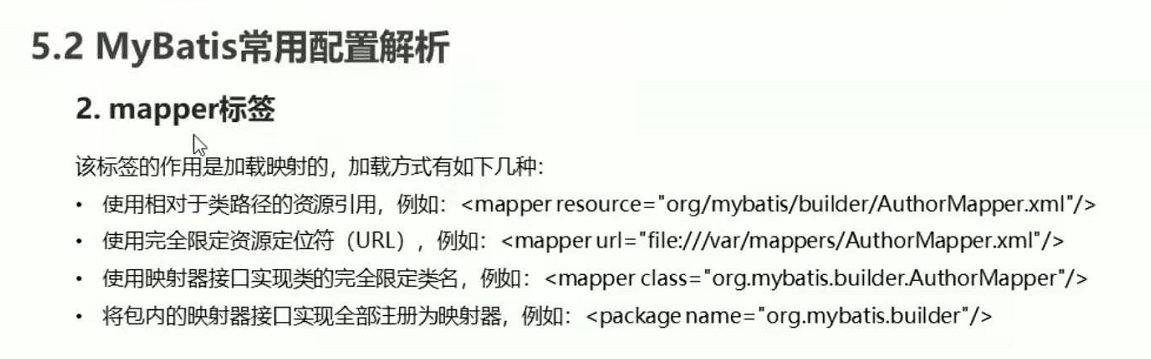 5.2 MyBatis常用配置解析
2. mapper标签
该标签的作用是加载映射的，加载方式有如下几种：
• 使用相对于类路径的资源引用，例如：<mapper resource="org/mybatis/builder/AuthorMapper.xml"/>
• 使用完全限定资源定位符（URL），例如：<mapper url="file:///var/mappers/AuthorMapper.xml"/>
• 使用映射器接口实现类的完全限定类名，例如：<mapper class="org.mybatis.builder.AuthorMapper"/>
• 将包内的映射器接口实现全部注册为映射器，例如：<package name="org.mybatis.builder"/>